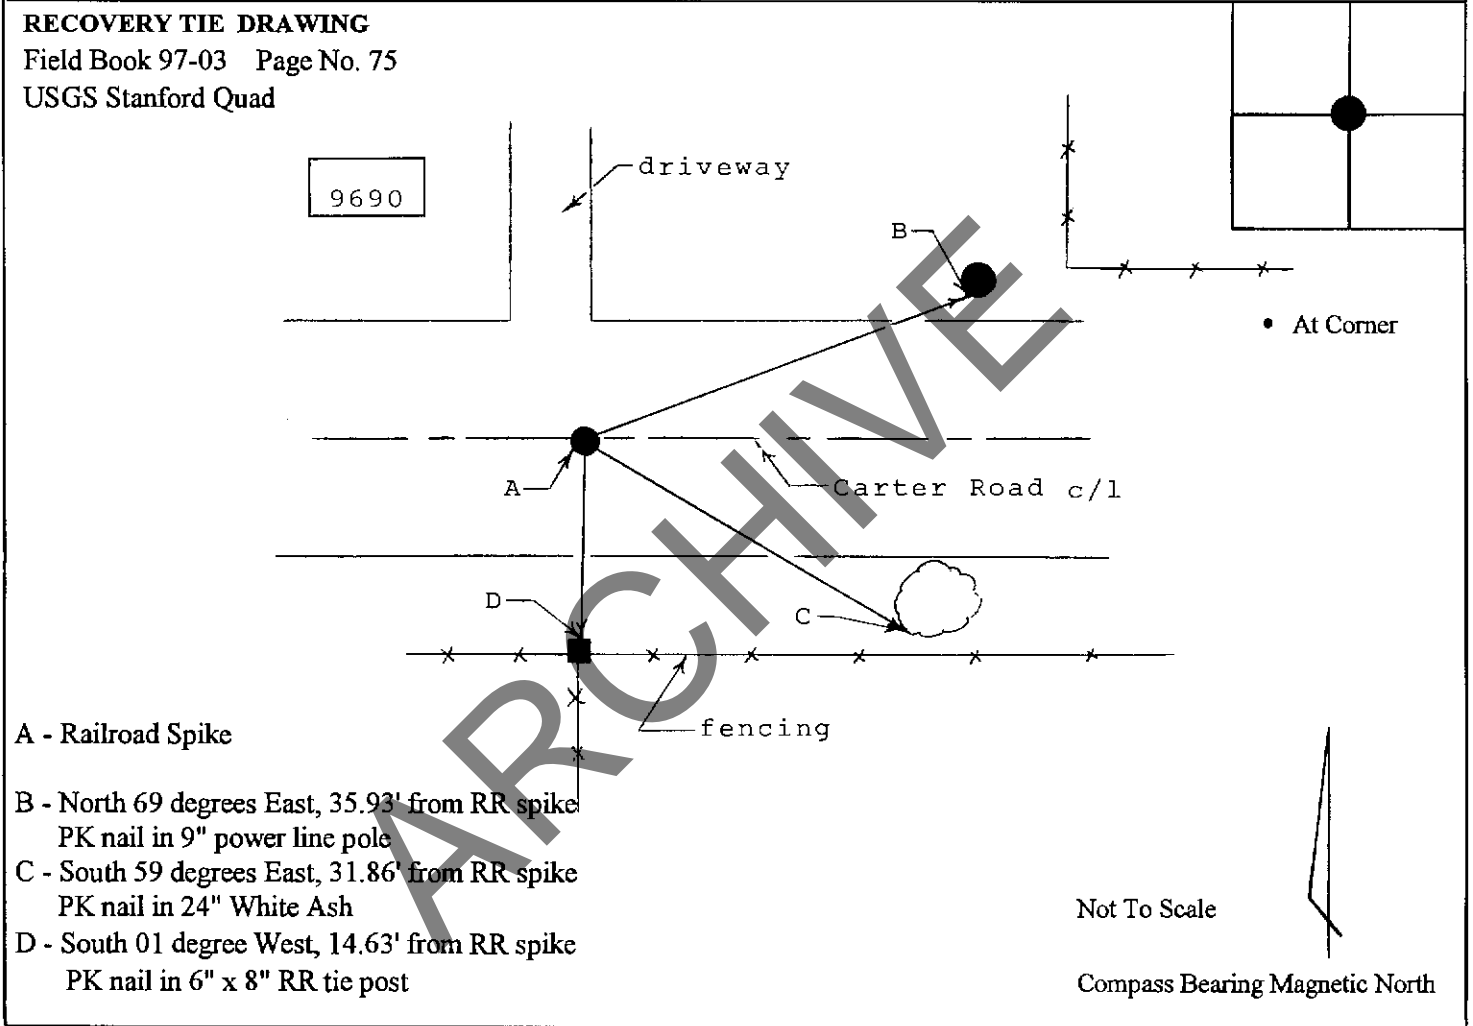 RECOVERY TIE DRAWING
Field Book 97-03 Page No. 75
USGS Stanford Quad
9690
driveway
B
At Corner
A
Carter Road c/l
D
C
fencing
A - Railroad Spike
B - North 69 degrees East, 35.93' from RR spike
PK nail in 9" power line pole
C - South 59 degrees East, 31.86' from RR spike
PK nail in 24" White Ash
D - South 01 degree West, 14.63' from RR spike
PK nail in 6" x 8" RR tie post
Not To Scale
Compass Bearing Magnetic North
ARCHIVE